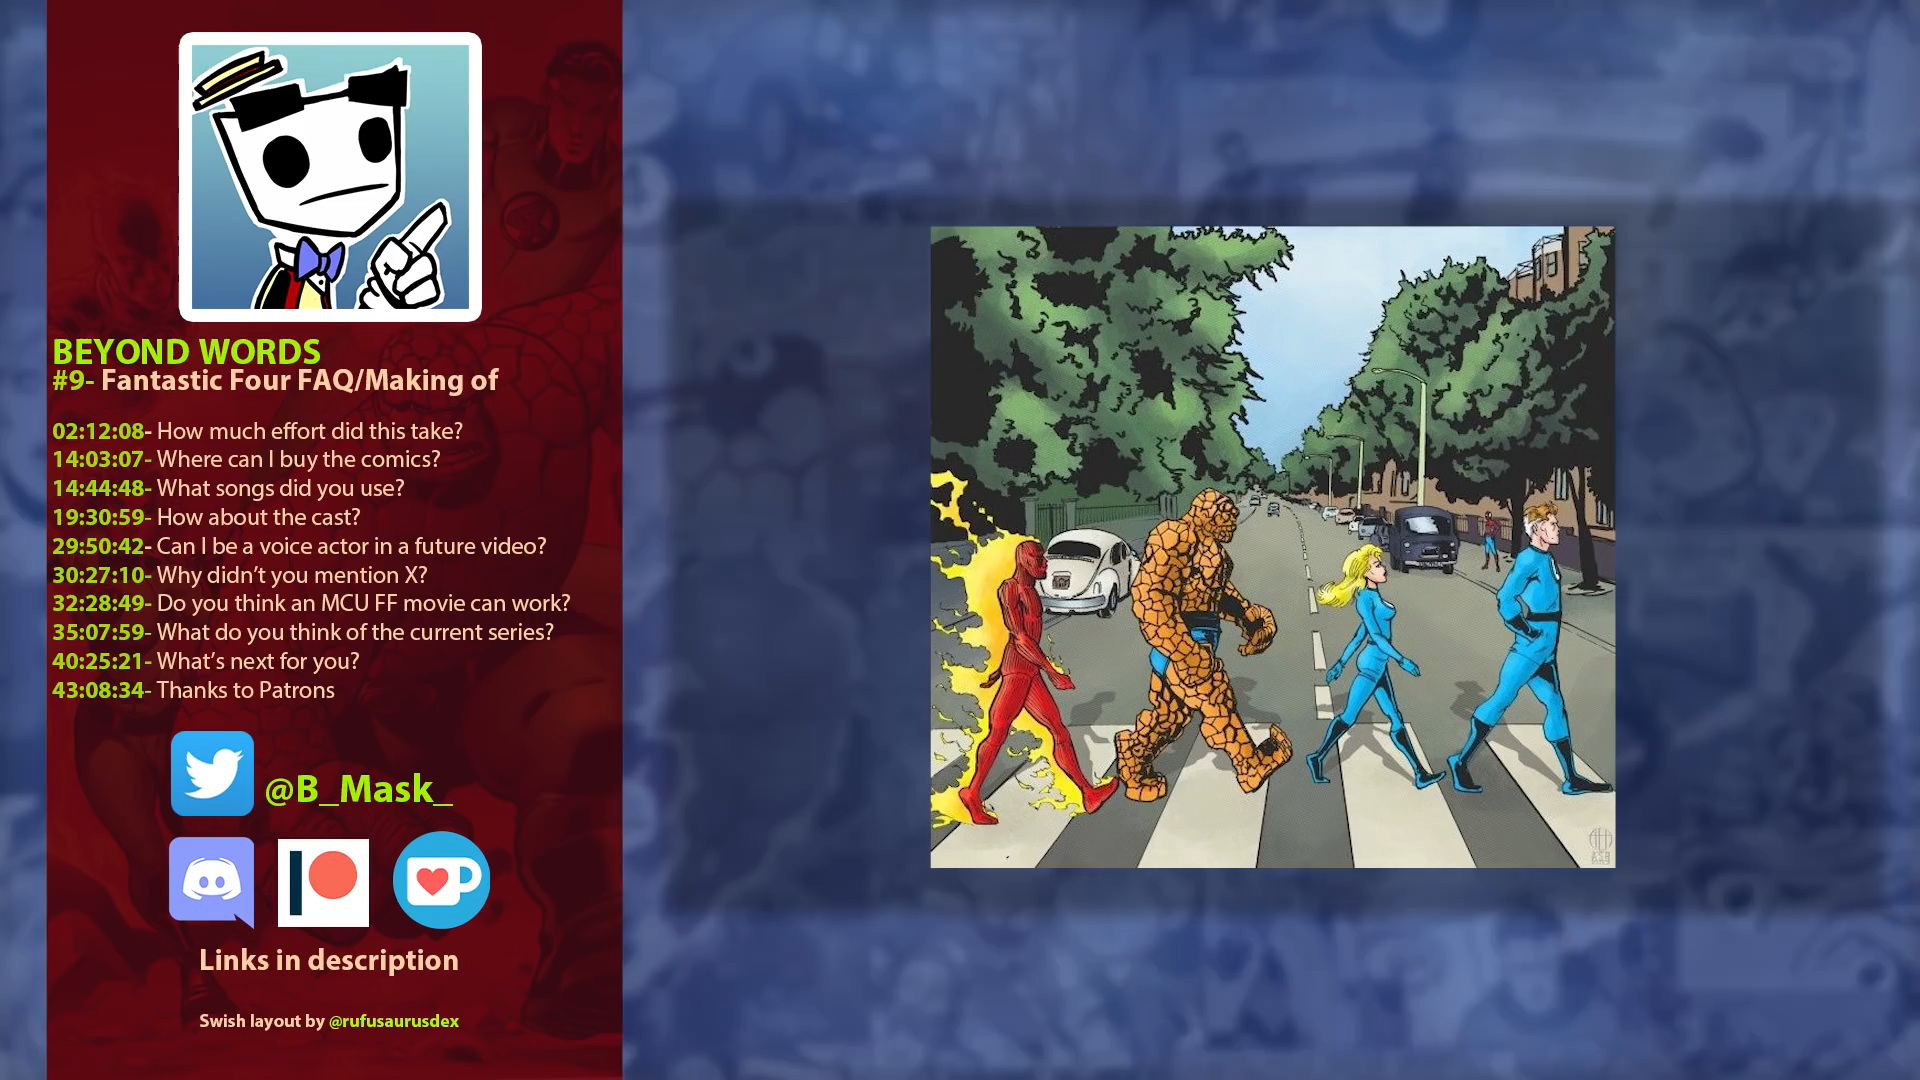 BEYOND WORDS
#9- Fantastic Four FAQ/Making of
02:12:08- How much effort did this take?
14:03:07- Where can I buy the comics?
14:44:48- What songs did you use?
19:30:59- How about the cast?
29:50:42- Can I be a voice actor in a future video?
30:27:10- Why didn't you mention X?
32:28:49- Do you think an MCU FF movie can work?
35:07:59- What do you think of the current series?
40:25:21- What's next for you?
43:08:34- Thanks to Patrons
@B_Mask_
Links in description
Swish layout by @rufusaurusdex